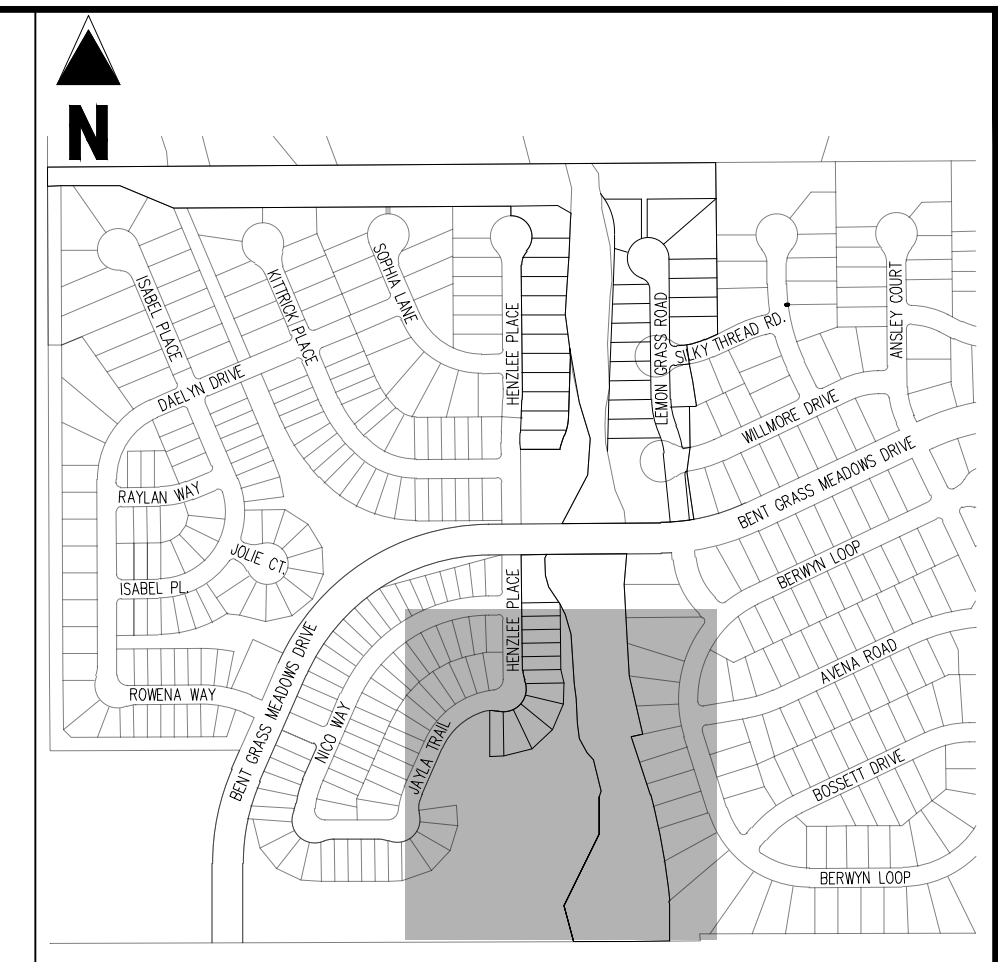 N
ISABEL PLACE
KITTRICK PLACE
SOPHIA LANE
HENZLEE PLACE
LEMON GRASS ROAD
SILKY THREAD RD.
ANSLEY COURT
DAELYN DRIVE
WILLMORE DRIVE
BENT GRASS MEADOWS DRIVE
RAYLAN WAY
JOLIE CT.
ISABEL PL.
BERWYN LOOP
HENZLEE PLACE
AVENA ROAD
ROWENA WAY
BENT GRASS MEADOWS DRIVE
NICO WAY
JAYLA TRAIL
BOSSETT DRIVE
BERWYN LOOP